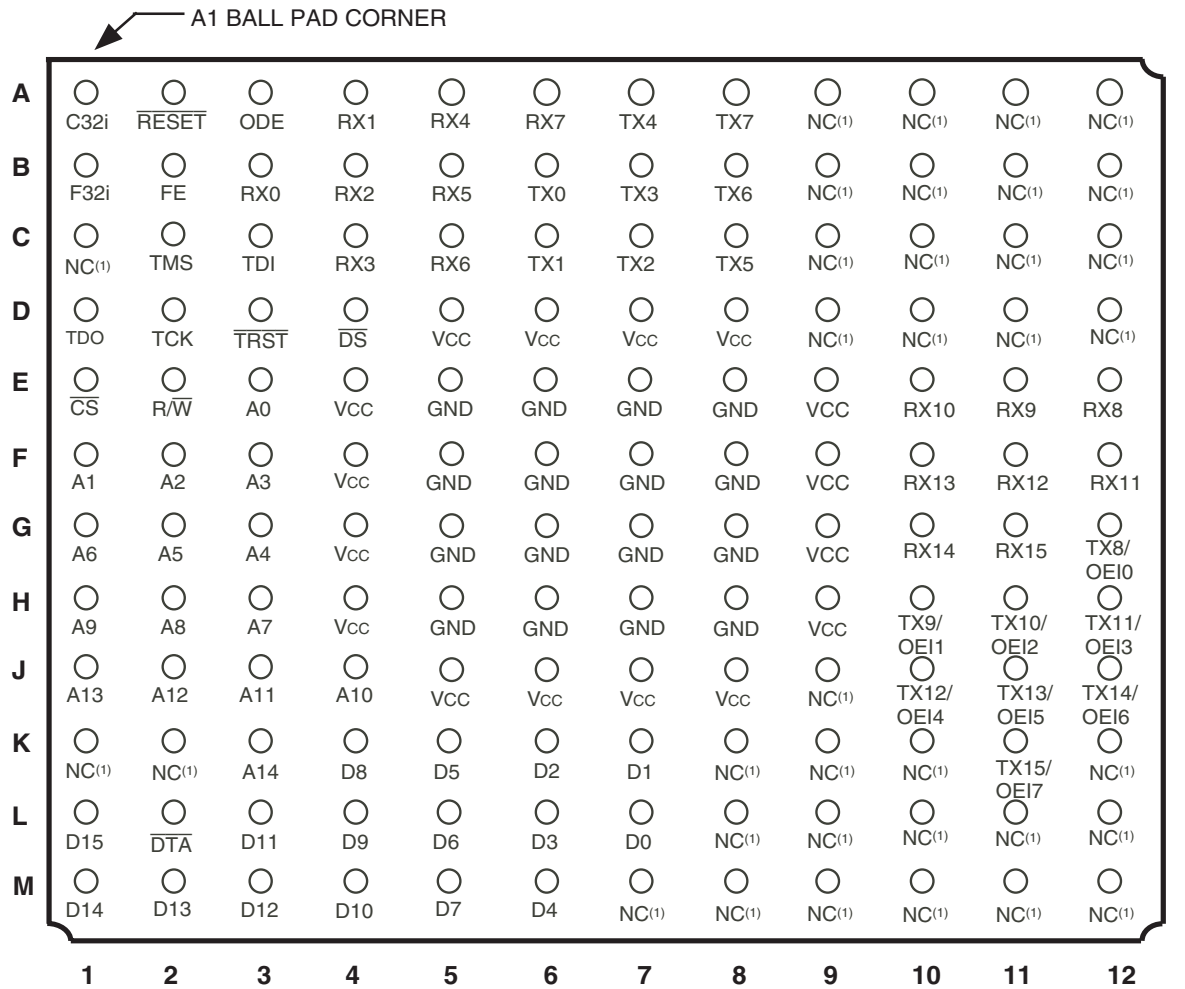 A1 BALL PAD CORNER
A
C32i RESET ODE RX1 RX4 RX7 TX4 TX7 NC(1) NC(1) NC(1) NC(1)
B
F32i FE RX0 RX2 RX5 TX0 TX3 TX6 NC(1) NC(1) NC(1) NC(1)
C
NC(1) TMS TDI RX3 RX6 TX1 TX2 TX5 NC(1) NC(1) NC(1) NC(1)
D
TDO TCK TRST DS VCC VCC VCC VCC NC(1) NC(1) NC(1) NC(1)
E
CS R/W A0 VCC GND GND GND GND VCC RX10 RX9 RX8
F
A1 A2 A3 VCC GND GND GND GND VCC RX13 RX12 RX11
G
A6 A5 A4 VCC GND GND GND GND VCC RX14 RX15 TX8/
OEI0
H
A9 A8 A7 VCC GND GND GND GND VCC TX9/ TX10/ TX11/
OEI1 OEI2 OEI3
J
A13 A12 A11 A10 VCC VCC VCC VCC NC(1) TX12/ TX13/ TX14/
OEI4 OEI5 OEI6
K
NC(1) NC(1) A14 D8 D5 D2 D1 NC(1) NC(1) NC(1) TX15/ NC(1)
OEI7
L
D15 DTA D11 D9 D6 D3 D0 NC(1) NC(1) NC(1) NC(1) NC(1)
M
D14 D13 D12 D10 D7 D4 NC(1) NC(1) NC(1) NC(1) NC(1) NC(1)
1 2 3 4 5 6 7 8 9 10 11 12